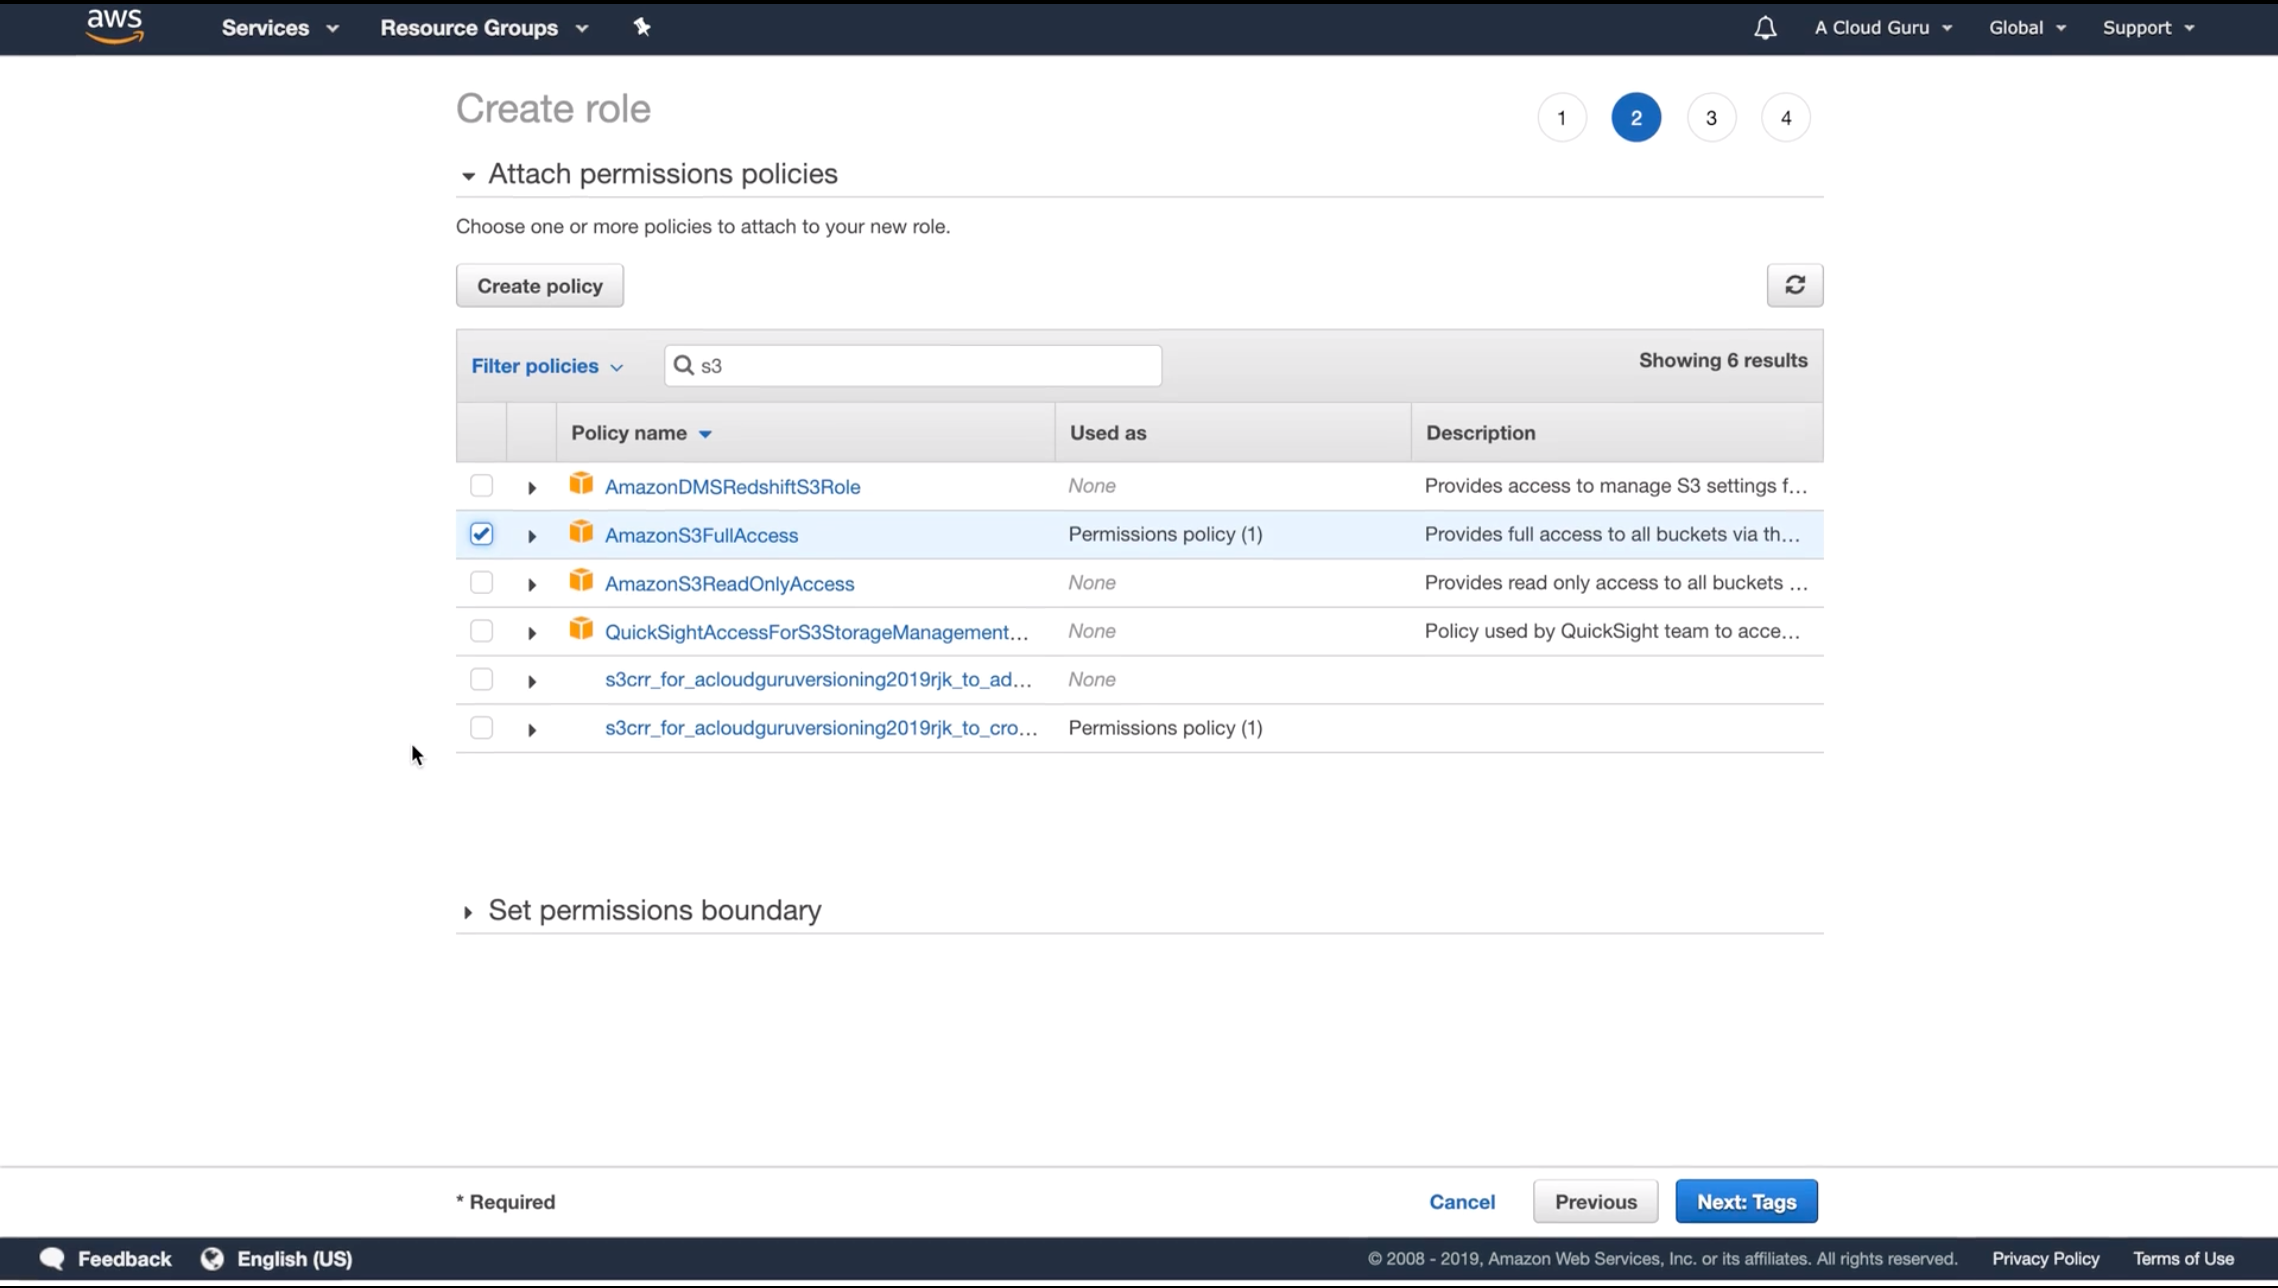 aws
Services
Resource Groups
A Cloud Guru
Global
Support
Create role
1
2
3
4
Attach permissions policies
Choose one or more policies to attach to your new role.
Create policy
Filter policies
s3
Showing 6 results
Policy name
Used as
Description
AmazonDMSRedshiftS3Role
None
Provides access to manage S3 settings f...
AmazonS3FullAccess
Permissions policy (1)
Provides full access to all buckets via th...
AmazonS3ReadOnlyAccess
None
Provides read only access to all buckets ...
QuickSightAccessForS3StorageManagement...
None
Policy used by QuickSight team to acce...
s3crr_for_acloudguruversioning2019rjk_to_ad...
None
s3crr_for_acloudguruversioning2019rjk_to_cro...
Permissions policy (1)
Set permissions boundary
* Required
Cancel
Previous
Next: Tags
Feedback
English (US)
© 2008 - 2019, Amazon Web Services, Inc. or its affiliates. All rights reserved.
Privacy Policy
Terms of Use